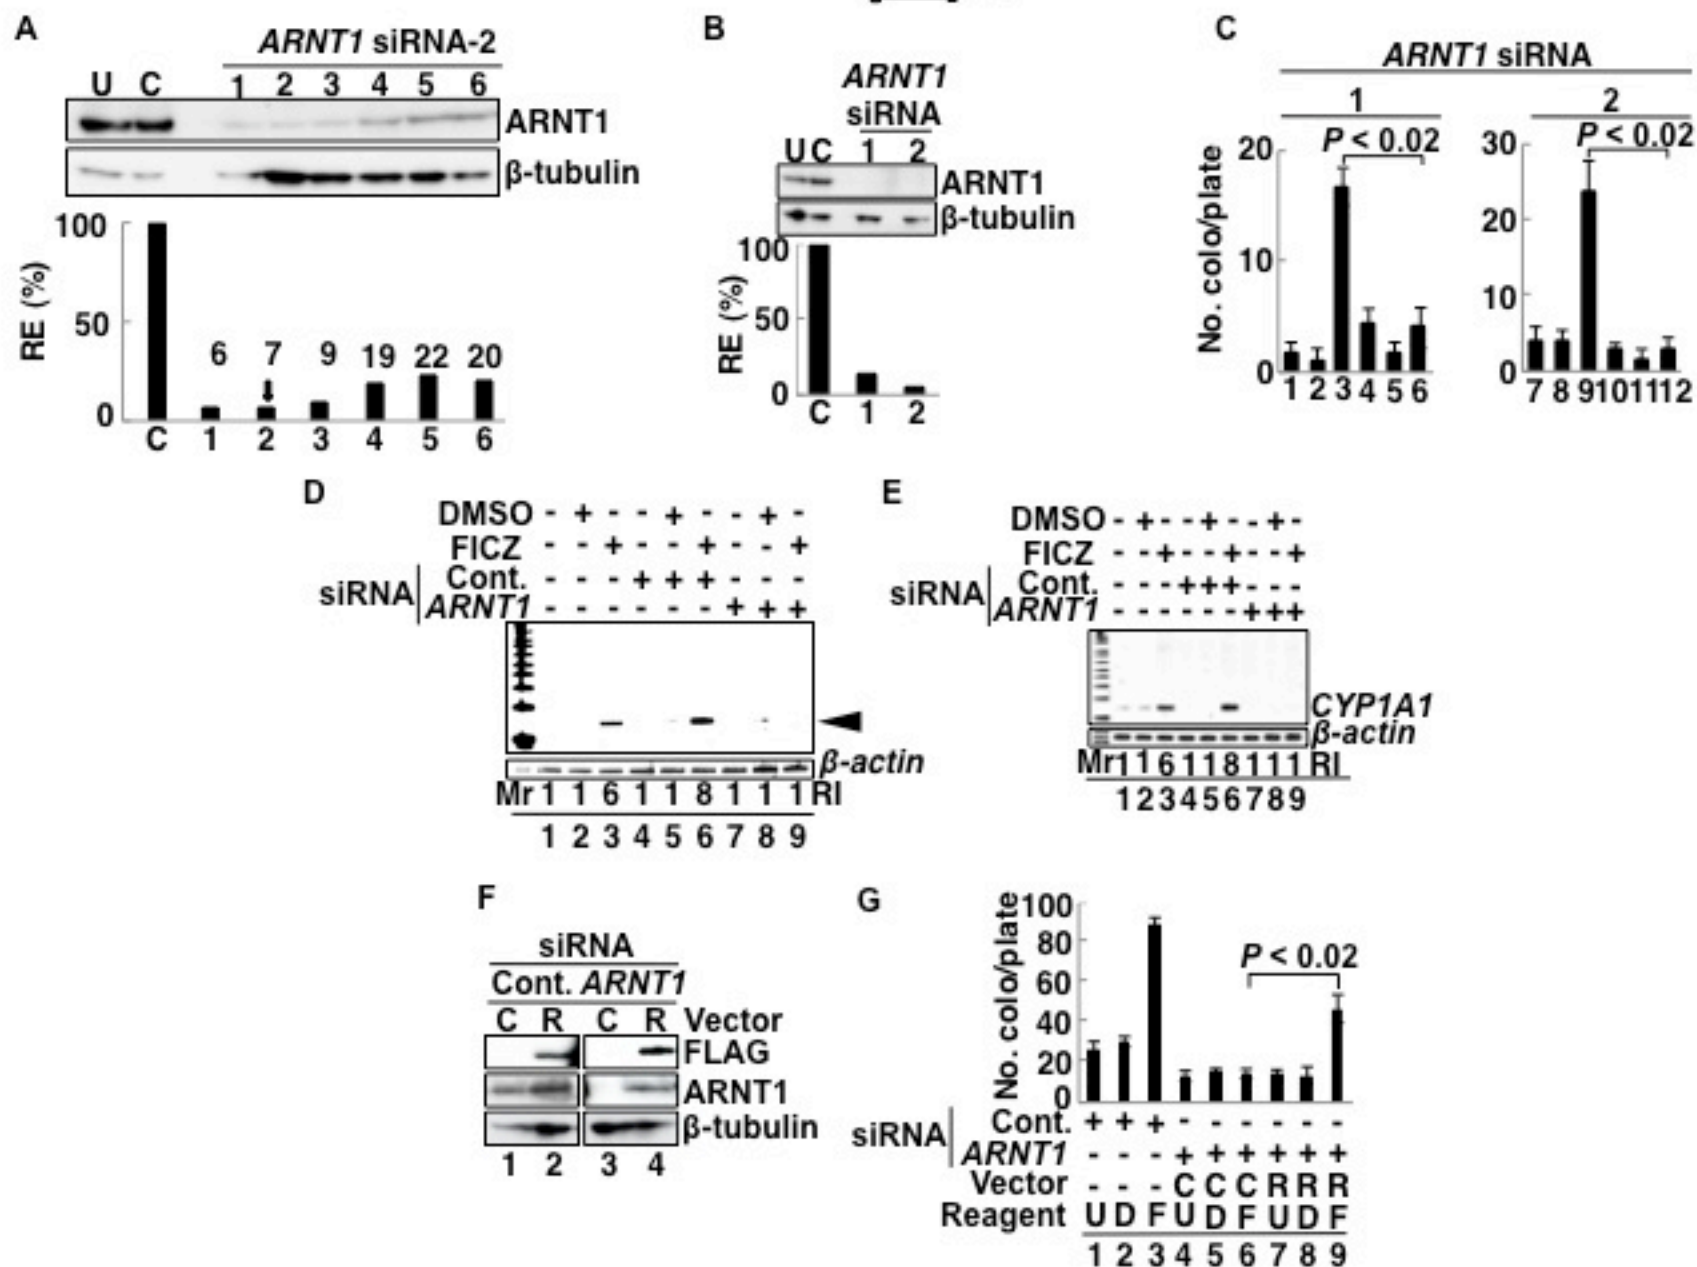 A
ARNT1 siRNA-2
U C 1 2 3 4 5 6
ARNT1
β-tubulin
RE (%)
100
50
0
6 7 9 19 22 20
C 1 2 3 4 5 6
B
ARNT1
siRNA
U C 1 2
ARNT1
β-tubulin
RE (%)
100
50
0
C 1 2
C
ARNT1 siRNA
1 2
No. colo/plate
P < 0.02
20
10
0
1 2 3 4 5 6
P < 0.02
30
20
10
0
7 8 9 10 11 12
D
DMSO - + - - + - - + -
FICZ - - + - - + - - +
siRNA
Cont. - - - + + + - - -
ARNT1 - - - - - - + + +
β-actin
Mr 1 1 6 1 1 8 1 1 1 RI
1 2 3 4 5 6 7 8 9
E
DMSO - + - - + - - + -
FICZ - - + - - + - - +
siRNA
Cont. - - - + + + - - -
ARNT1 - - - - - - + + +
CYP1A1
β-actin
Mr 1 1 6 1 1 8 1 1 1 RI
1 2 3 4 5 6 7 8 9
F
siRNA
Cont. ARNT1
C R C R Vector
FLAG
ARNT1
β-tubulin
1 2 3 4
G
No. colo/plate
100
80
60
40
20
0
P < 0.02
siRNA
Cont. + + + - - - - - -
ARNT1 - - - + + + + + +
Vector - - - C C C R R R
Reagent U D F U D F U D F
1 2 3 4 5 6 7 8 9